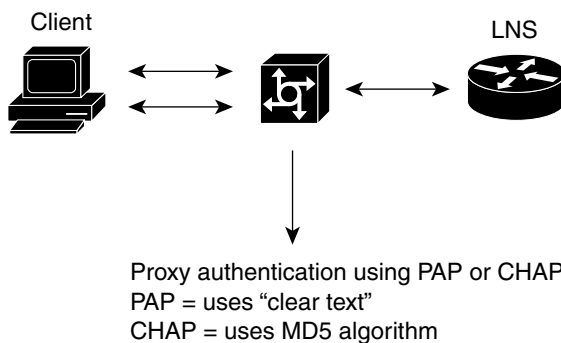 Client
LNS
Proxy authentication using PAP or CHAP
PAP = uses “clear text”
CHAP = uses MD5 algorithm